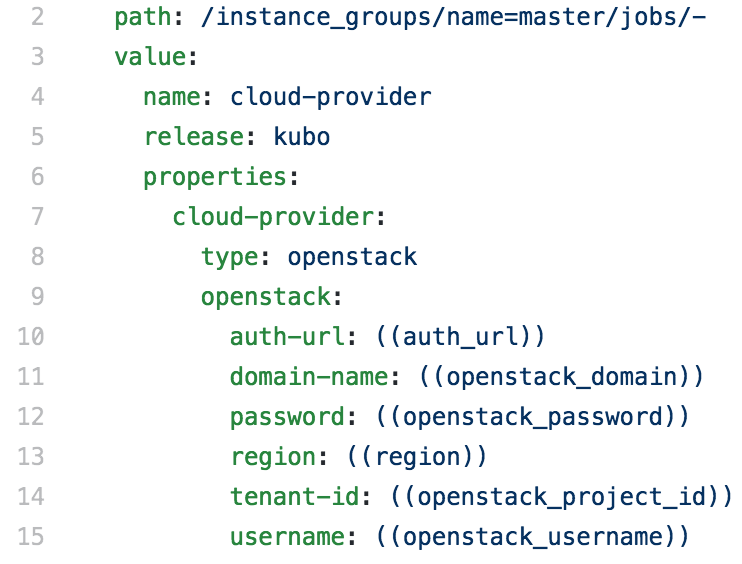 2 path: /instance_groups/name=master/jobs/-
3 value:
4 name: cloud-provider
5 release: kubo
6 properties:
7 cloud-provider:
8 type: openstack
9 openstack:
10 auth-url: ((auth_url))
11 domain-name: ((openstack_domain))
12 password: ((openstack_password))
13 region: ((region))
14 tenant-id: ((openstack_project_id))
15 username: ((openstack_username))